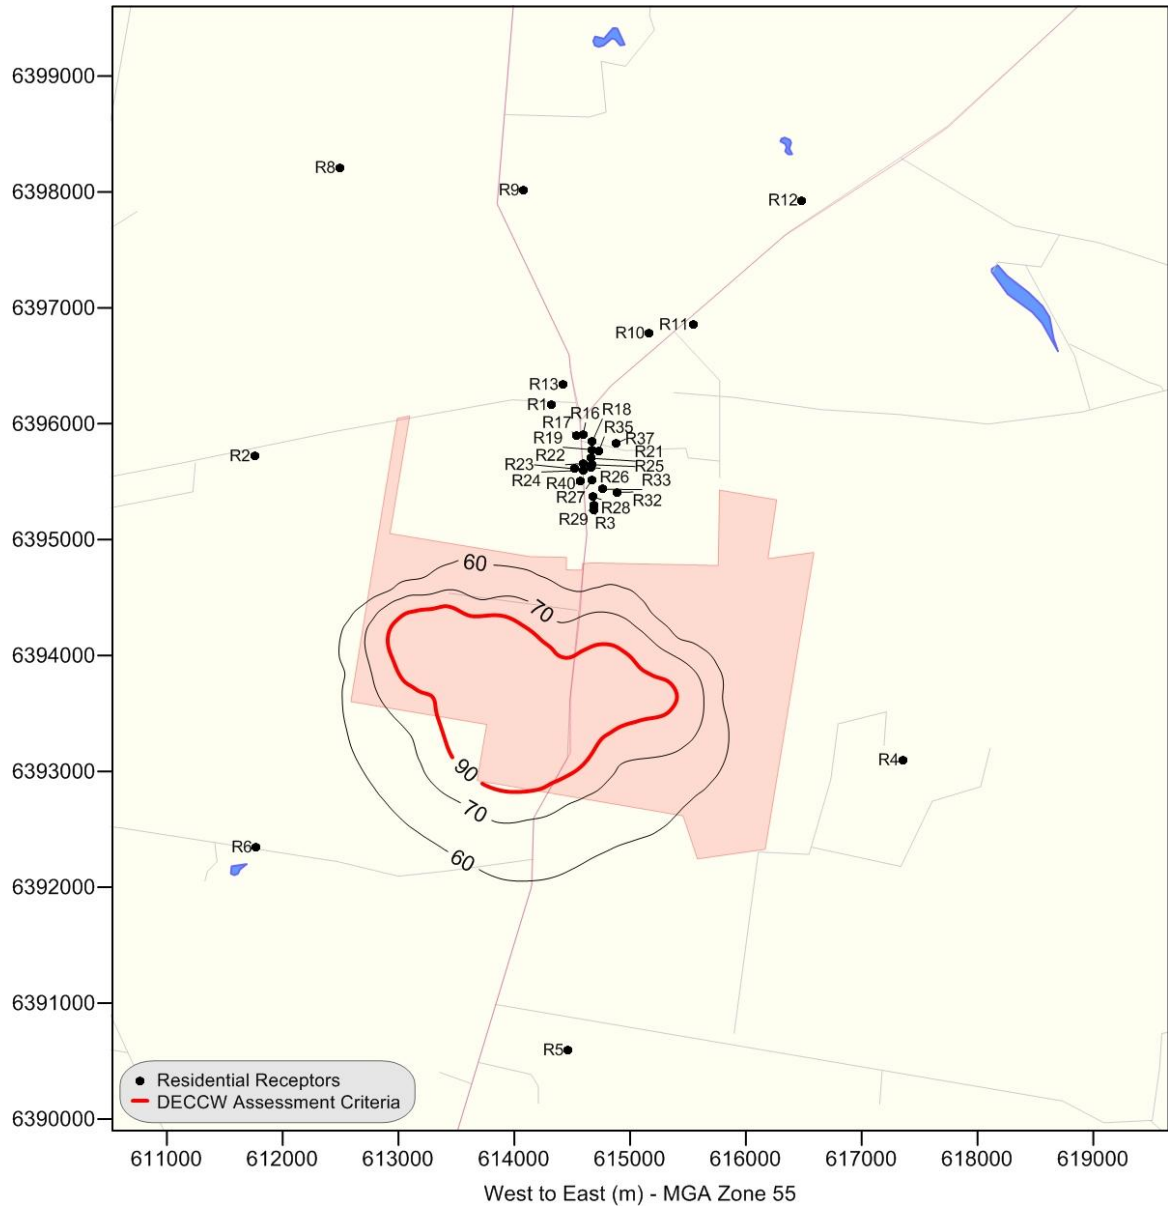 6399000
R8
R9
6398000
R12
6397000
R11
R10
R13
R1
R16
R18
6396000
R17
R35
R19
R37
R2
R22
R21
R23
R25
R24
R26
R33
R40
R27
R32
R28
R29
R3
6395000
60
70
6394000
R4
6393000
90
70
60
R6
6392000
6391000
R5
Residential Receptors
DECCW Assessment Criteria
6390000
611000 612000 613000 614000 615000 616000 617000 618000 619000
West to East (m) - MGA Zone 55